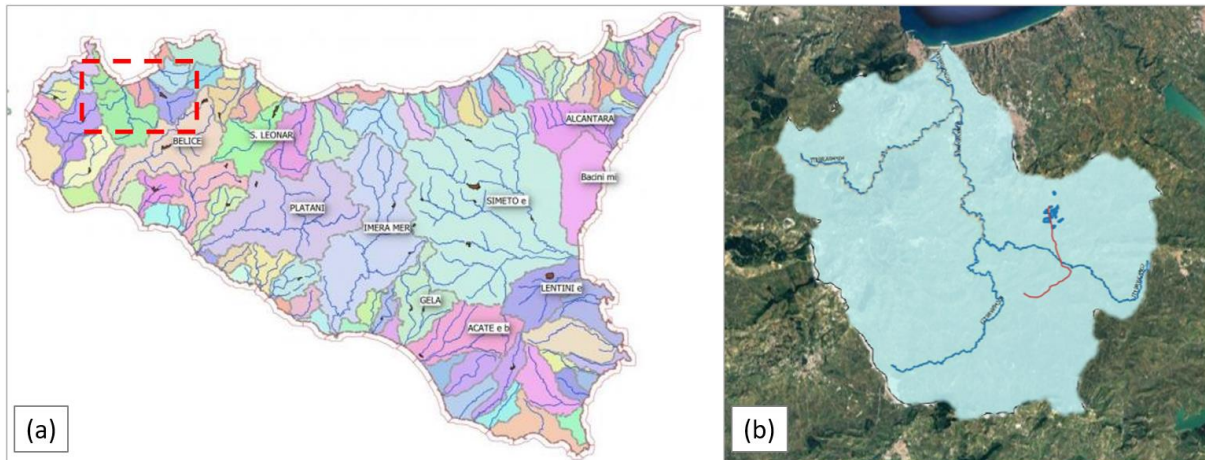 ALCANTARA
S. LEONAR
BELICE
Bacini mi
PLATANI
SIMETO e
IMERA MER
LENTINI e
GELA
ACATE e b
(a)
(b)